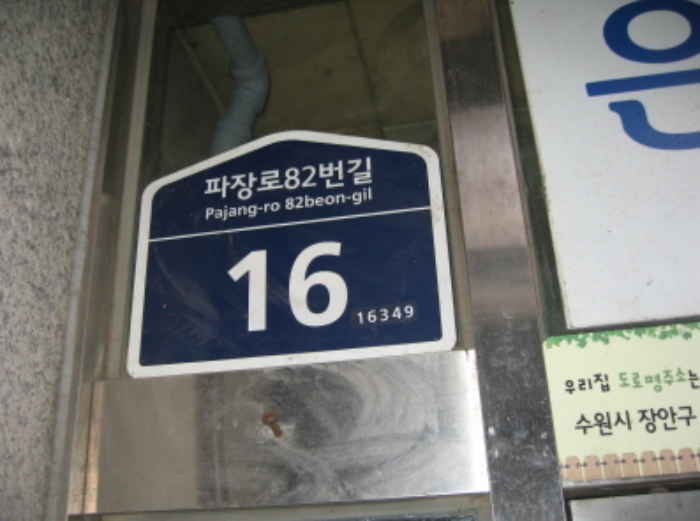 파장로82번길
Pajang-ro 82beon-gil
16
16349
은
우리집 도로명주소는
수원시 장안구